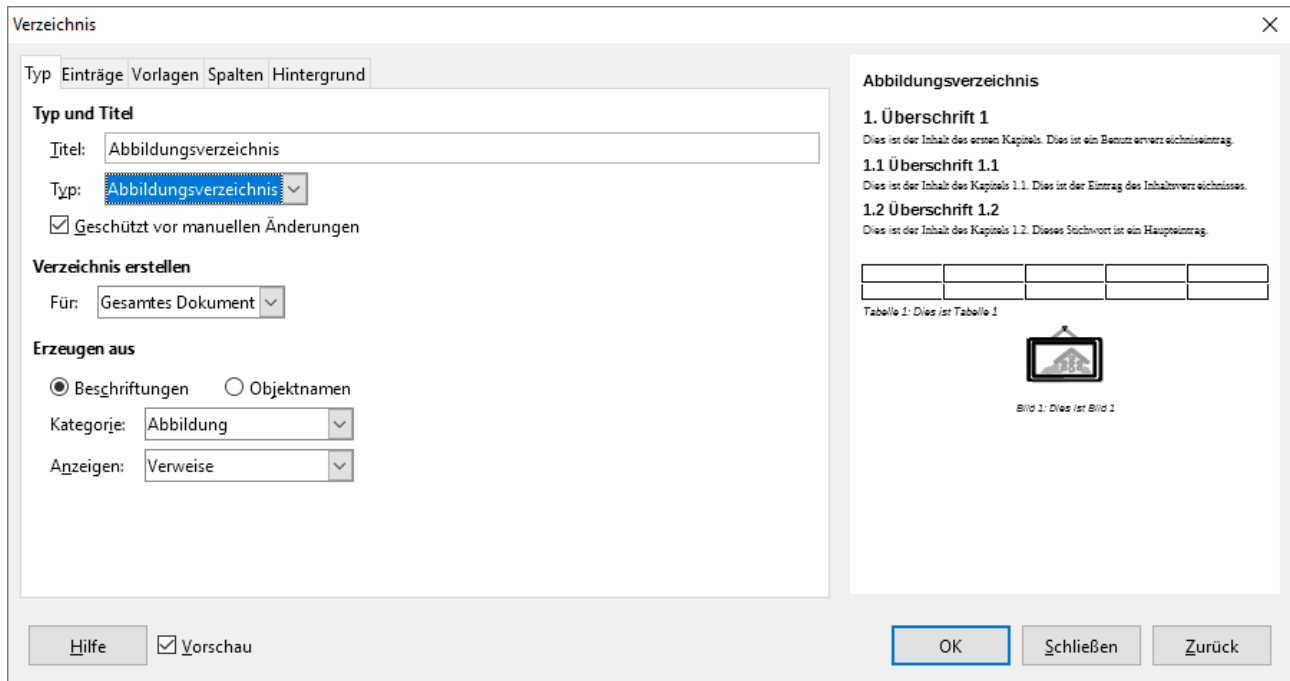 Verzeichnis
Typ Einträge Vorlagen Spalten Hintergrund
Typ und Titel
Titel: Abbildungsverzeichnis
Typ: Abbildungsverzeichnis
Geschützt vor manuellen Änderungen
Verzeichnis erstellen
Für: Gesamtes Dokument
Erzeugen aus
Beschriftungen Objektnamen
Kategorie: Abbildung
Anzeigen: Verweise
Abbildungsverzeichnis
1. Überschrift 1
Dies ist der Inhalt des ersten Kapitels. Dies ist ein Benutzerverzeichniseintrag.
1.1 Überschrift 1.1
Dies ist der Inhalt des Kapitels 1.1. Dies ist der Eintrag des Inhaltsverzeichnisses.
1.2 Überschrift 1.2
Dies ist der Inhalt des Kapitels 1.2. Dieses Stichwort ist ein Haupteintrag.
Tabelle 1: Dies ist Tabelle 1
Bild 1: Dies ist Bild 1
Hilfe Vorschau OK Schließen Zurück